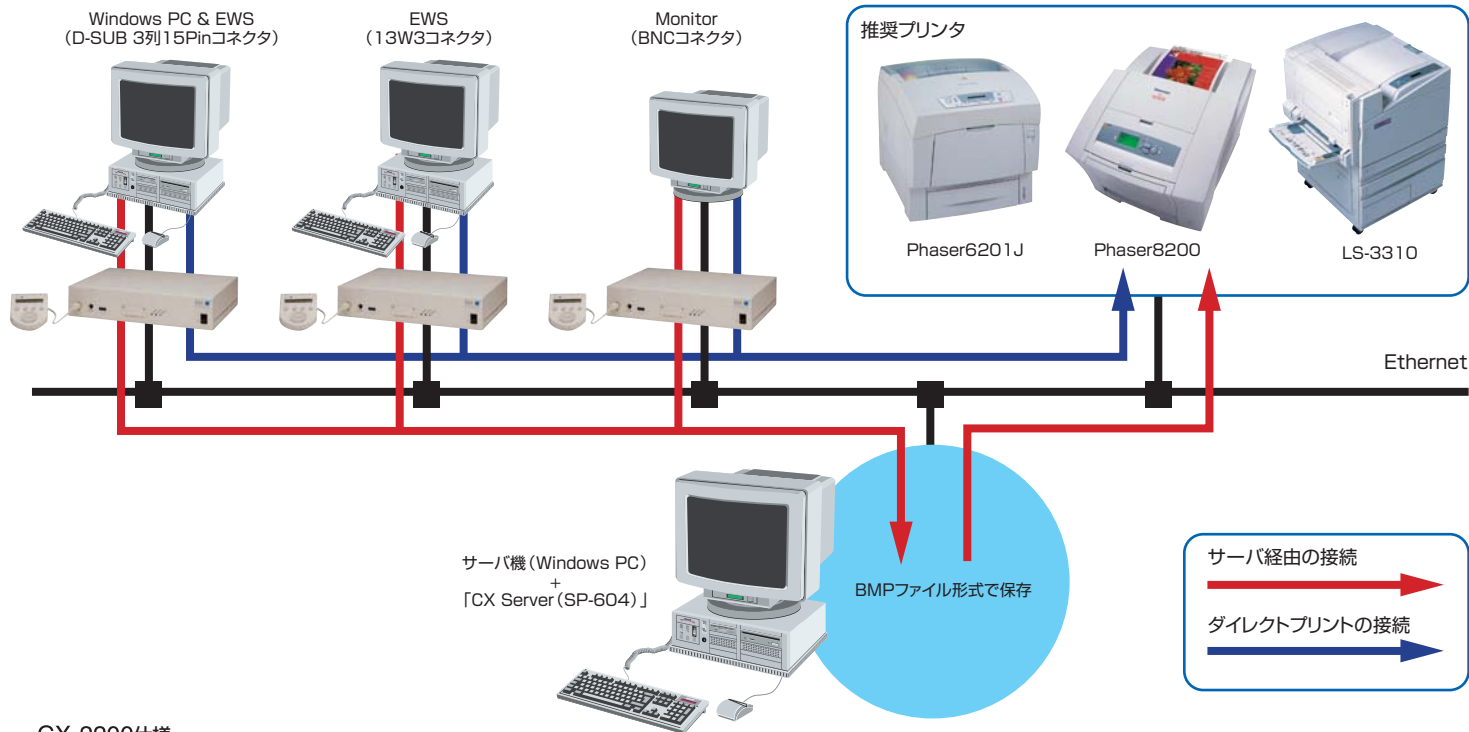 Windows PC & EWS
（D-SUB 3列15Pinコネクタ）
EWS
（13W3コネクタ）
Monitor
（BNCコネクタ）
推奨プリンタ
Phaser6201J
Phaser8200
LS-3310
Ethernet
サーバ機（Windows PC）
+
「CX Server（SP-604）」
BMPファイル形式で保存
サーバ経由の接続
ダイレクトプリントの接続